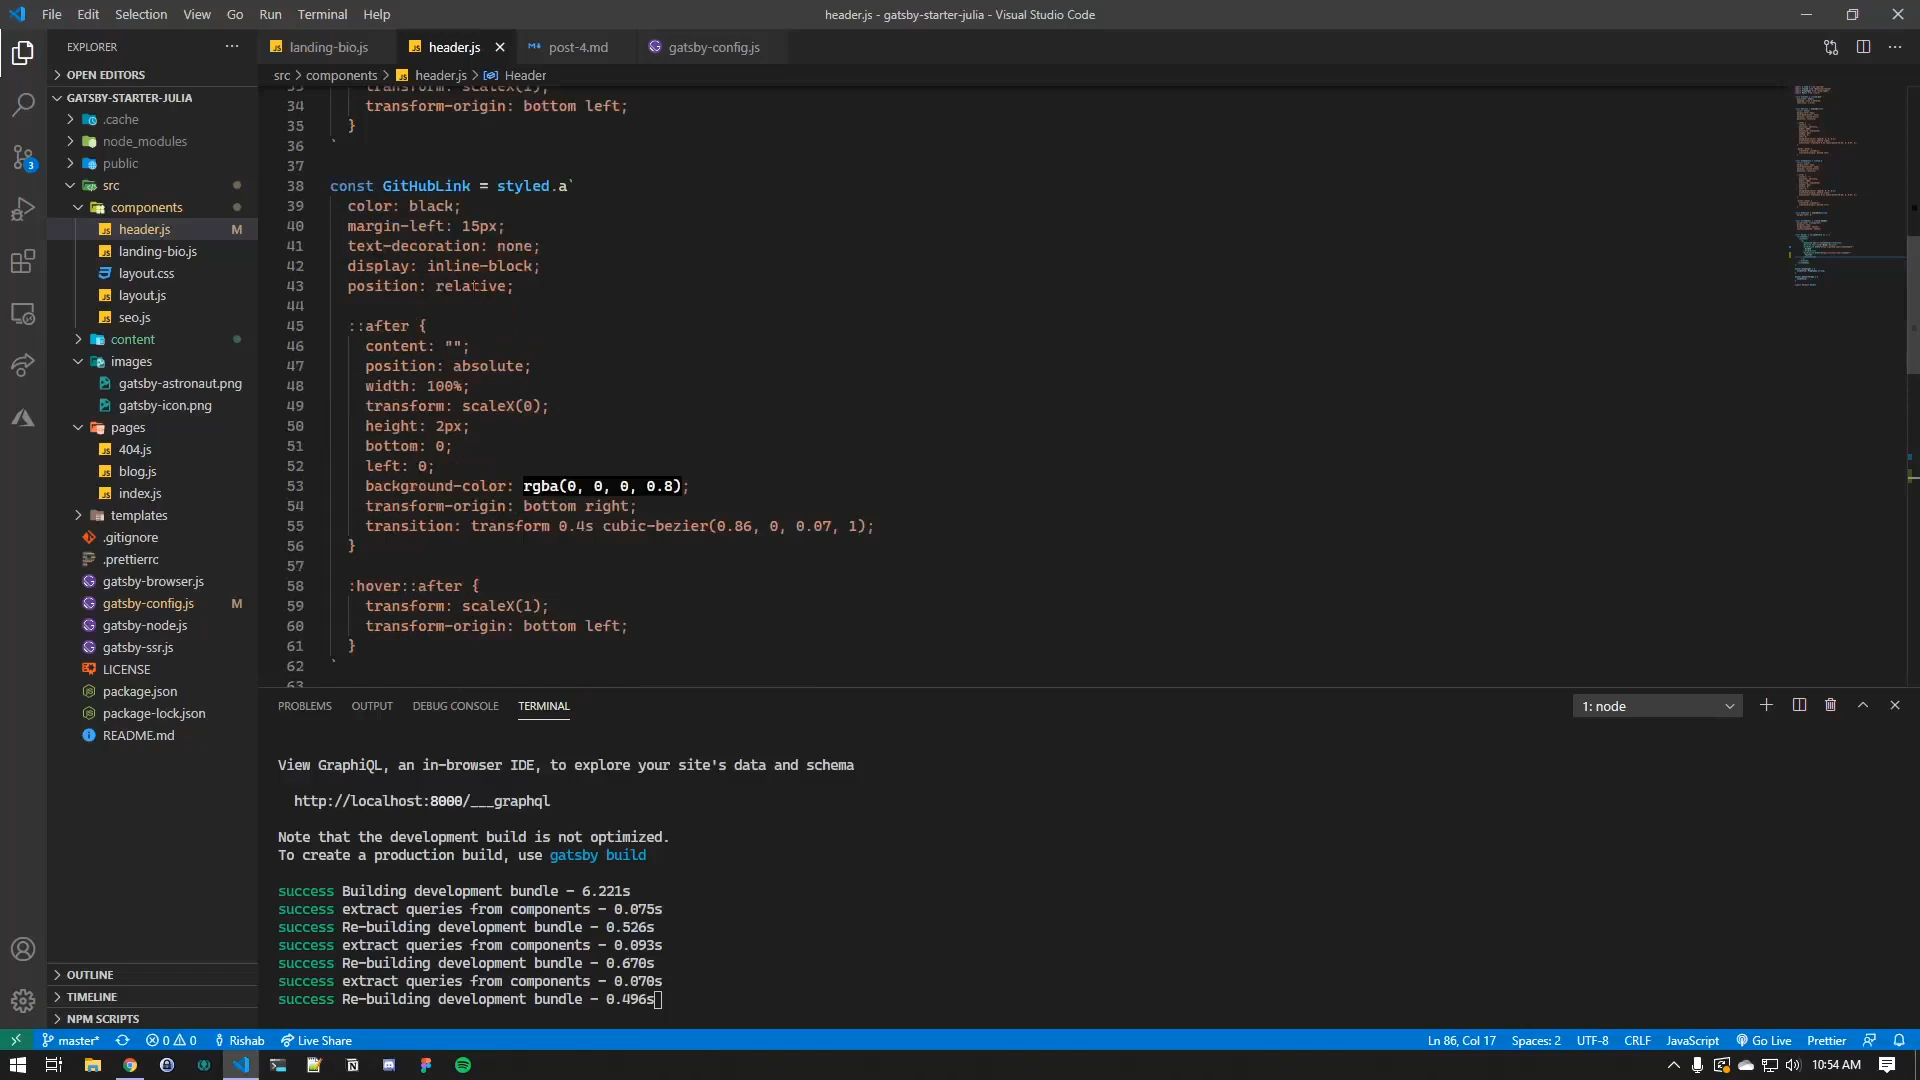 File Edit Selection View Go Run Terminal Help
header.js - gatsby-starter-julia - Visual Studio Code
EXPLORER
OPEN EDITORS
GATSBY-STARTER-JULIA
.cache
node_modules
public
src
components
header.js M
landing-bio.js
layout.css
layout.js
seo.js
content
images
gatsby-astronaut.png
gatsby-icon.png
pages
404.js
blog.js
index.js
templates
.gitignore
.prettierrc
gatsby-browser.js
gatsby-config.js M
gatsby-node.js
gatsby-ssr.js
LICENSE
package.json
package-lock.json
README.md
OUTLINE
TIMELINE
NPM SCRIPTS
3
landing-bio.js header.js post-4.md gatsby-config.js
src > components > header.js > Header
33 transform: scaleX(1);
34 transform-origin: bottom left;
35 }
36 `
37
38 const GitHubLink = styled.a`
39 color: black;
40 margin-left: 15px;
41 text-decoration: none;
42 display: inline-block;
43 position: relative;
44
45 ::after {
46 content: "";
47 position: absolute;
48 width: 100%;
49 transform: scaleX(0);
50 height: 2px;
51 bottom: 0;
52 left: 0;
53 background-color: rgba(0, 0, 0, 0.8);
54 transform-origin: bottom right;
55 transition: transform 0.4s cubic-bezier(0.86, 0, 0.07, 1);
56 }
57
58 :hover::after {
59 transform: scaleX(1);
60 transform-origin: bottom left;
61 }
62 `
63
PROBLEMS OUTPUT DEBUG CONSOLE TERMINAL
1: node
View GraphiQL, an in-browser IDE, to explore your site's data and schema
http://localhost:8000/___graphql
Note that the development build is not optimized.
To create a production build, use gatsby build
success Building development bundle - 6.221s
success extract queries from components - 0.075s
success Re-building development bundle - 0.526s
success extract queries from components - 0.093s
success Re-building development bundle - 0.670s
success extract queries from components - 0.070s
success Re-building development bundle - 0.496s
master* 0 0 Rishab Live Share
Ln 86, Col 17 Spaces: 2 UTF-8 CRLF JavaScript Go Live Prettier
10:54 AM